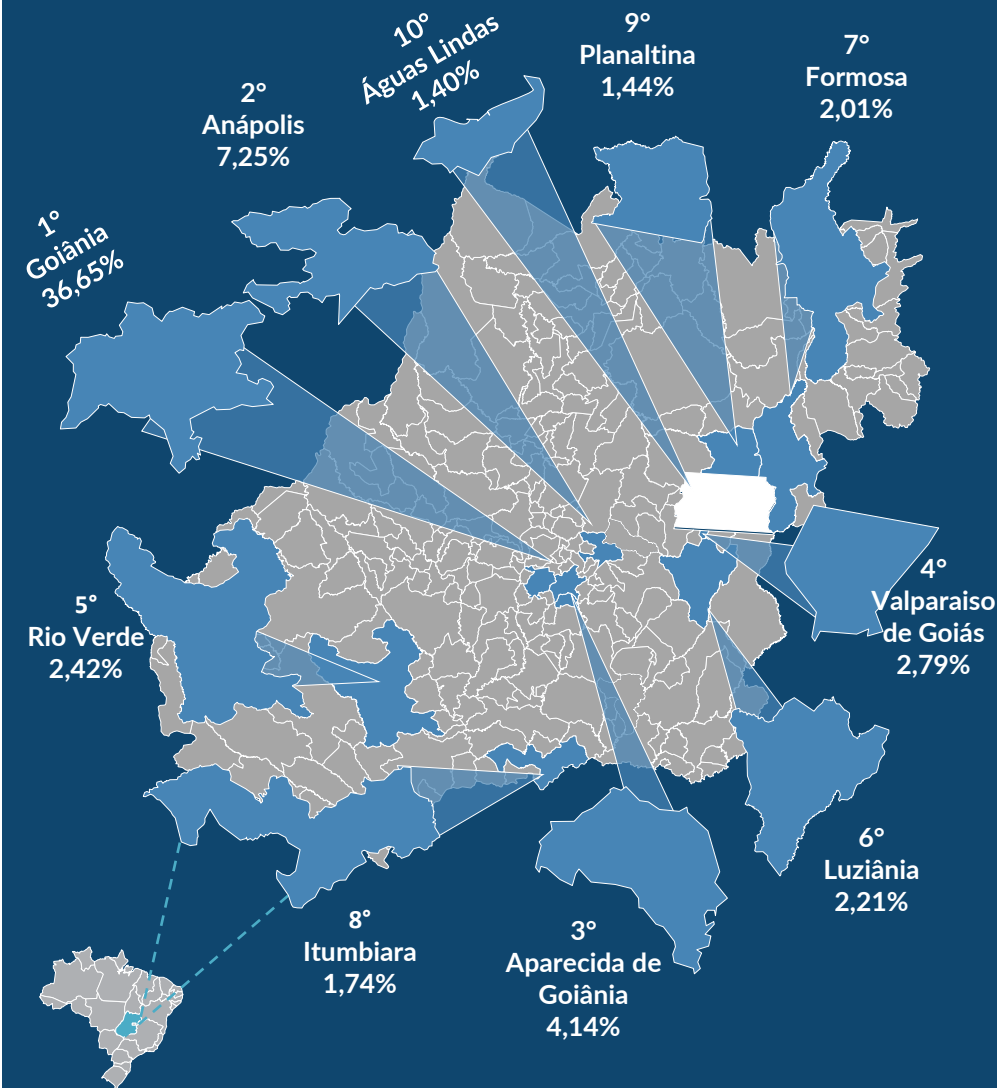 1°
Goiânia
36,65%
2°
Anápolis
7,25%
10°
Águas Lindas
1,40%
9°
Planaltina
1,44%
7°
Formosa
2,01%
5°
Rio Verde
2,42%
4°
Valparaiso
de Goiás
2,79%
8°
Itumbiara
1,74%
3°
Aparecida de
Goiânia
4,14%
6°
Luziânia
2,21%